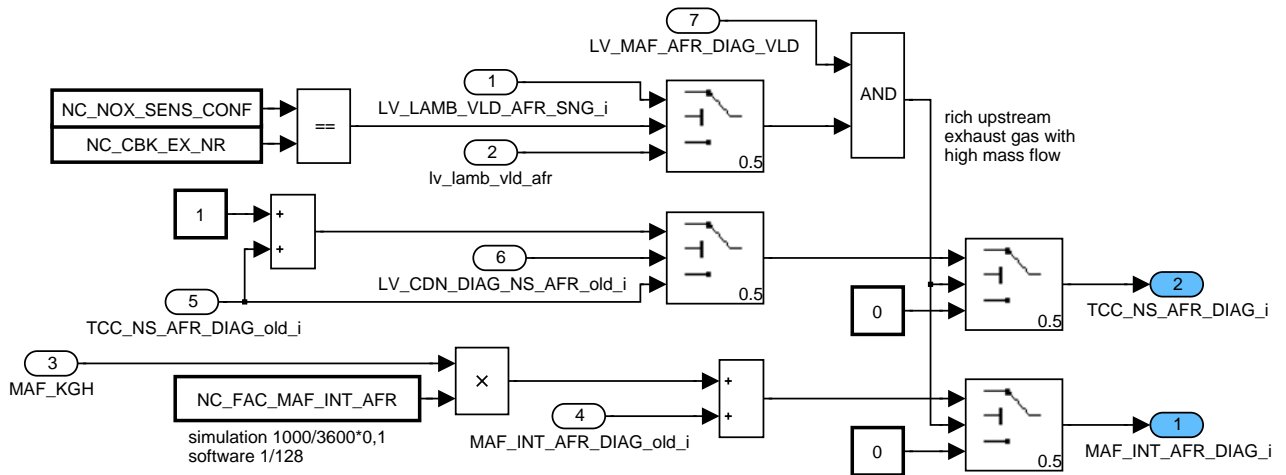 7
LV_MAF_AFR_DIAG_VLD
1
LV_LAMB_VLD_AFR_SNG_i
NC_NOX_SENS_CONF
NC_CBK_EX_NR
==
2
lv_lamb_vld_afr
0.5
AND
rich upstream
exhaust gas with
high mass flow
1
+
+
6
LV_CDN_DIAG_NS_AFR_old_i
0.5
5
TCC_NS_AFR_DIAG_old_i
0
0.5
2
TCC_NS_AFR_DIAG_i
3
MAF_KGH
NC_FAC_MAF_INT_AFR
simulation 1000/3600*0,1
software 1/128
×
4
MAF_INT_AFR_DIAG_old_i
+
+
0
0.5
1
MAF_INT_AFR_DIAG_i